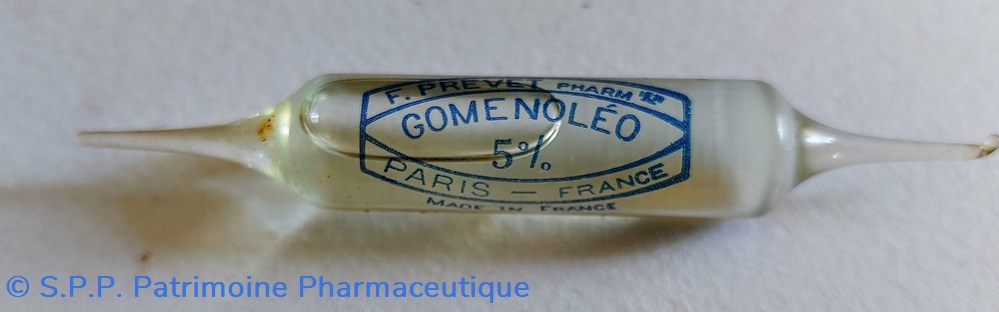 F. PREVET PHARM
GOMENOLÉO
5%
PARIS — FRANCE
MADE IN FRANCE
© S.P.P. Patrimoine Pharmaceutique